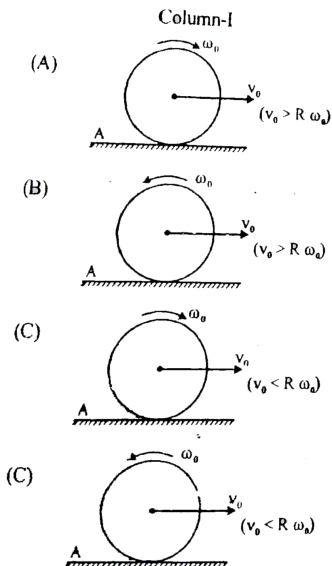 Column-I
(A)
ω₀
v₀
(v₀ > R ω₀)
A
(B)
ω₀
v₀
(v₀ > R ω₀)
A
(C)
ω₀
v₀
(v₀ < R ω₀)
A
(C)
ω₀
v₀
(v₀ < R ω₀)
A